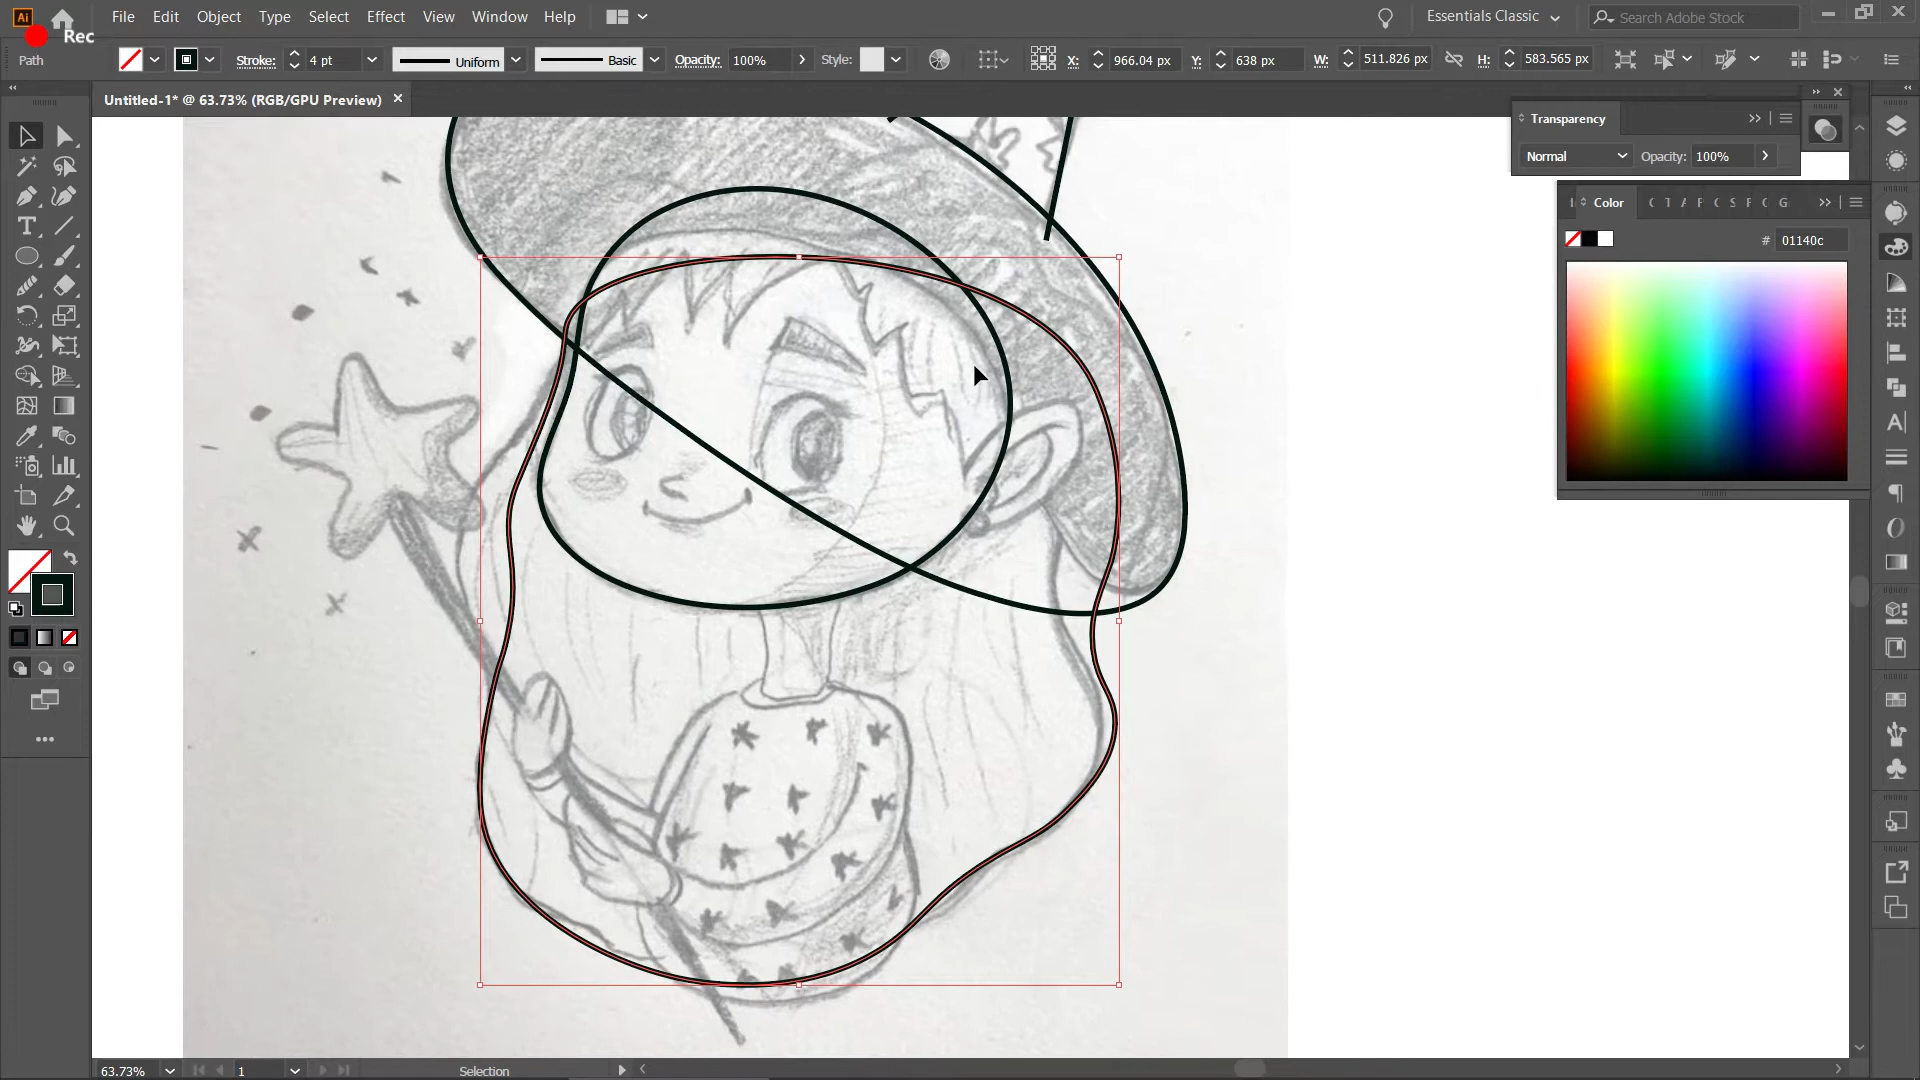 Ai
File Edit Object Type Select Effect View Window Help
Essentials Classic
Search Adobe Stock
Rec
Path
Stroke: 4 pt Uniform Basic Opacity: 100% Style: X: 966.04 px Y: 638 px W: 511.826 px H: 583.565 px
Untitled-1* @ 63.73% (RGB/GPU Preview)
Transparency
Normal Opacity: 100%
Color C T A F C S F C G
# 01140c
63.73% 1 Selection